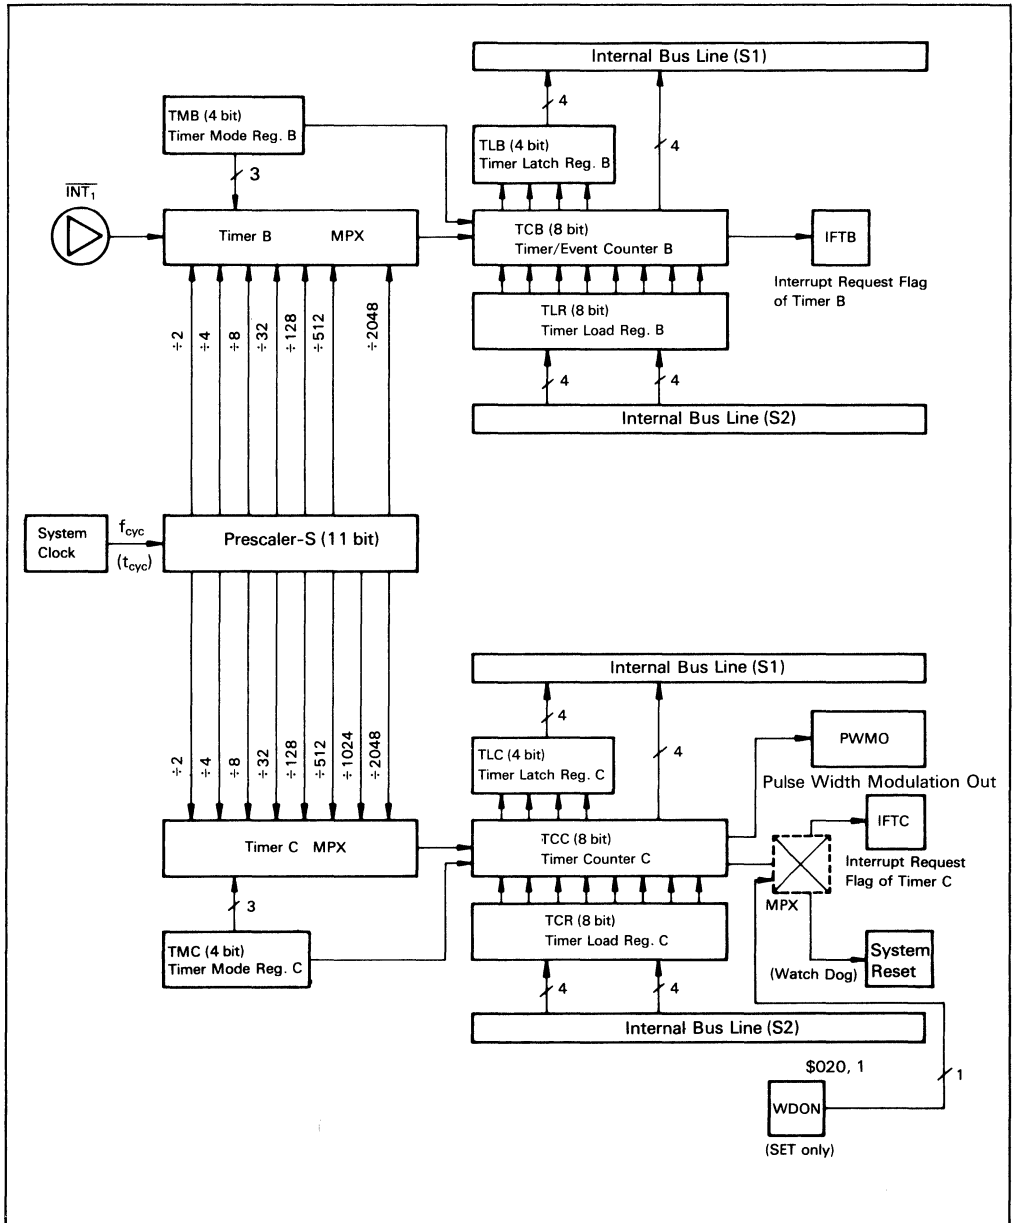 Internal Bus Line (S1)
4
TMB (4 bit)
Timer Mode Reg. B
TLB (4 bit)
Timer Latch Reg. B
4
3
INT1
Timer B MPX
TCB (8 bit)
Timer/Event Counter B
IFTB
Interrupt Request Flag
of Timer B
TLR (8 bit)
Timer Load Reg. B
÷2
÷4
÷8
÷32
÷128
÷512
÷2048
4
4
Internal Bus Line (S2)
System
Clock
fcyc
(tcyc)
Prescaler-S (11 bit)
Internal Bus Line (S1)
4
4
÷2
÷4
÷8
÷32
÷128
÷512
÷1024
÷2048
TLC (4 bit)
Timer Latch Reg. C
PWMO
Pulse Width Modulation Out
Timer C MPX
TCC (8 bit)
Timer Counter C
IFTC
Interrupt Request
Flag of Timer C
MPX
3
TCR (8 bit)
Timer Load Reg. C
TMC (4 bit)
Timer Mode Reg. C
System
Reset
(Watch Dog)
4
4
Internal Bus Line (S2)
$020, 1
1
WDON
(SET only)